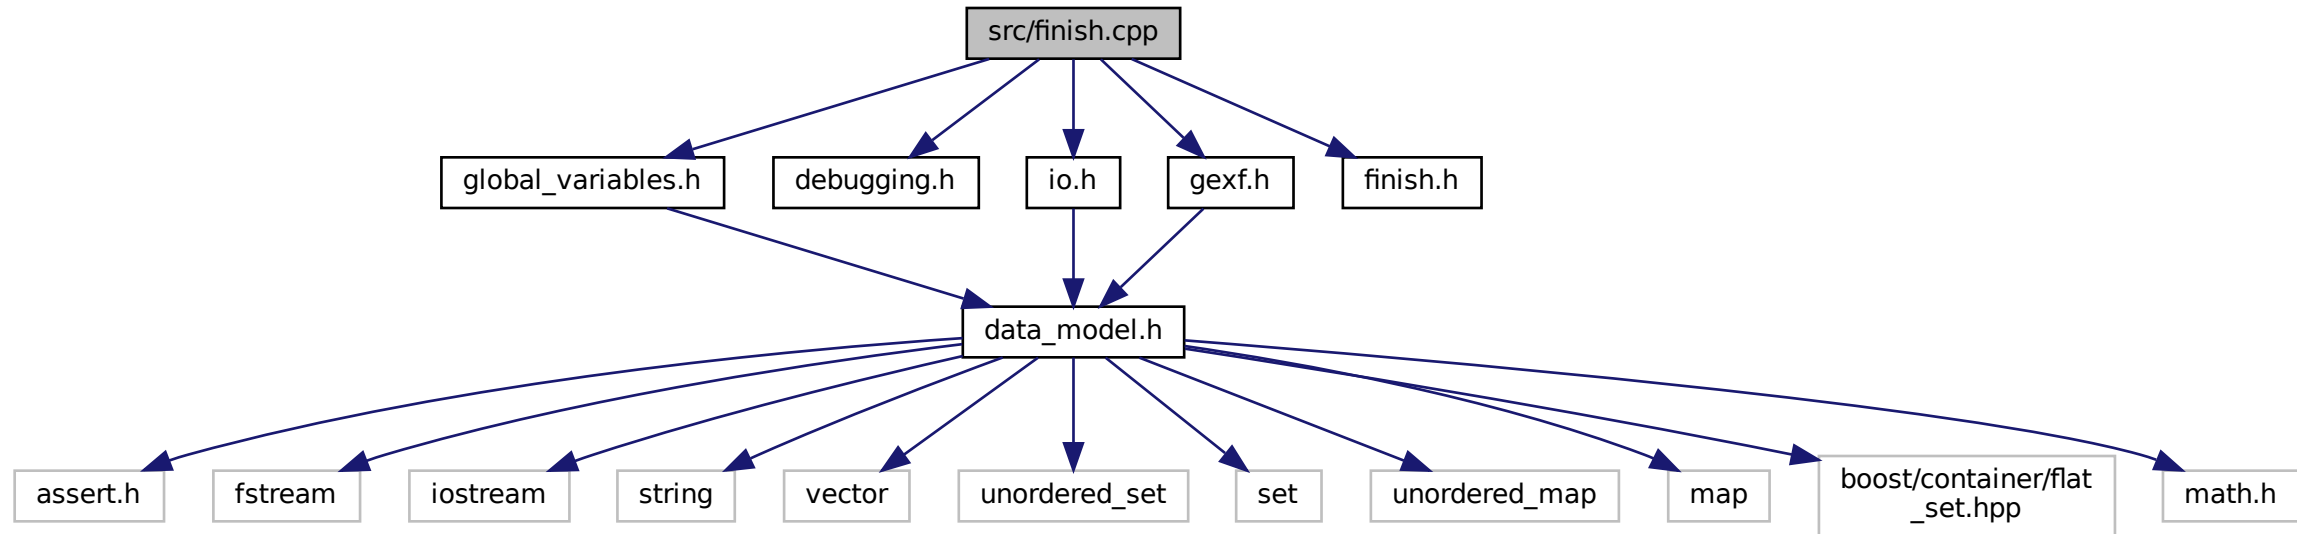 src/finish.cpp
global_variables.h
debugging.h
io.h
gexf.h
finish.h
data_model.h
assert.h
fstream
iostream
string
vector
unordered_set
set
unordered_map
map
boost/container/flat
_set.hpp
math.h